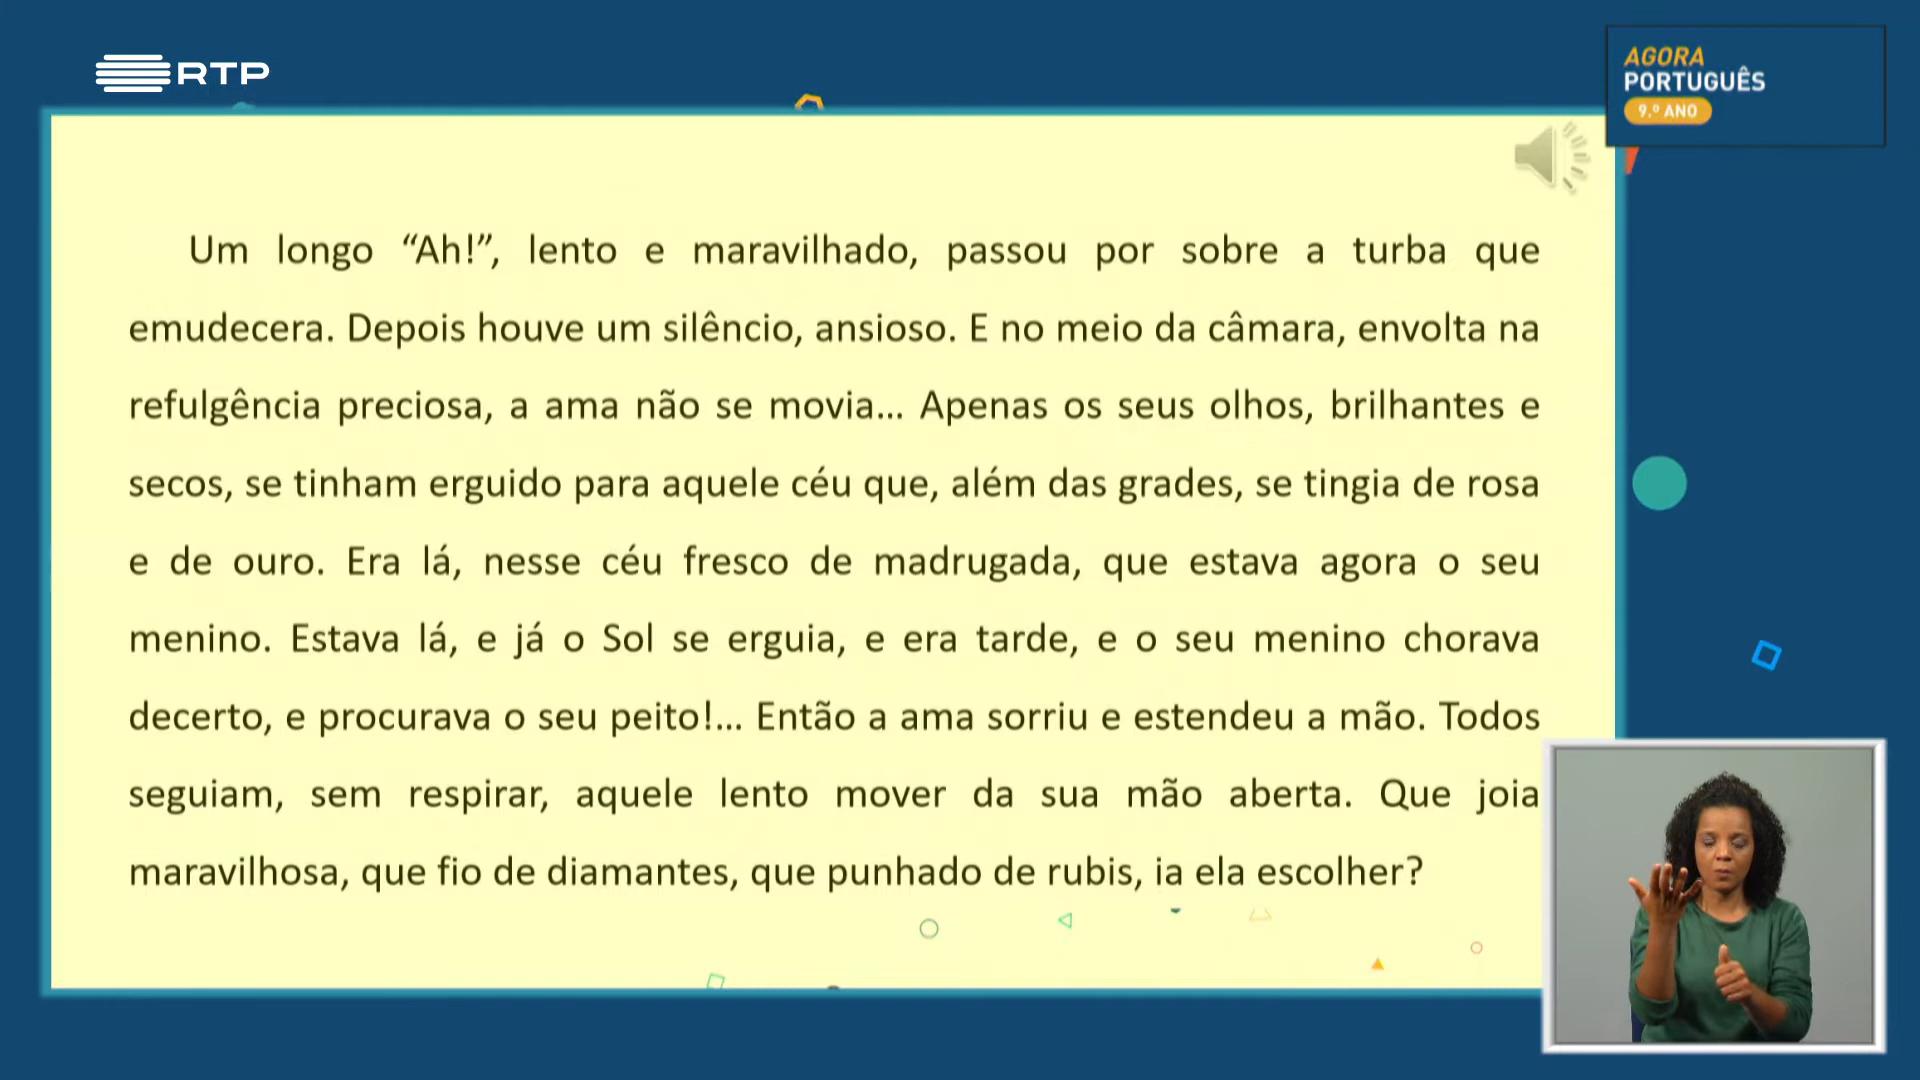 RTP
AGORA
PORTUGUÊS
9.º ANO
Um longo “Ah!”, lento e maravilhado, passou por sobre a turba que
emudecera. Depois houve um silêncio, ansioso. E no meio da câmara, envolta na
refulgência preciosa, a ama não se movia... Apenas os seus olhos, brilhantes e
secos, se tinham erguido para aquele céu que, além das grades, se tingia de rosa
e de ouro. Era lá, nesse céu fresco de madrugada, que estava agora o seu
menino. Estava lá, e já o Sol se erguia, e era tarde, e o seu menino chorava
decerto, e procurava o seu peito!... Então a ama sorriu e estendeu a mão. Todos
seguiam, sem respirar, aquele lento mover da sua mão aberta. Que joia
maravilhosa, que fio de diamantes, que punhado de rubis, ia ela escolher?